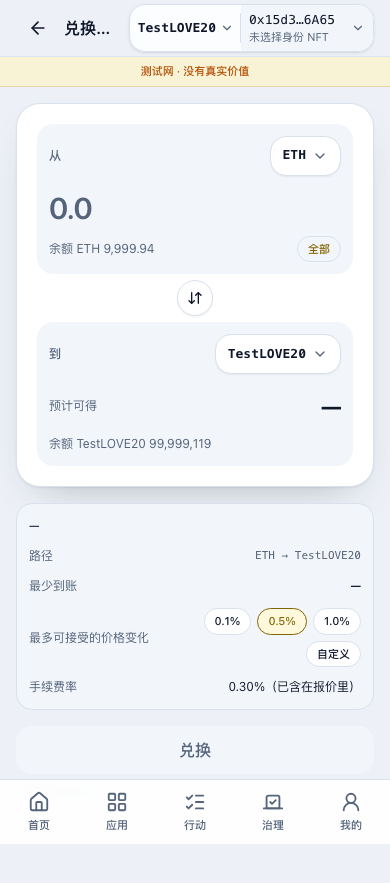 兑换...
TestLOVE20
0x15d3…6A65
未选择身份 NFT
测试网 · 没有真实价值
从
ETH
0.0
余额 ETH 9,999.94
全部
到
TestLOVE20
预计可得
—
余额 TestLOVE20 99,999,119
—
路径
ETH → TestLOVE20
最少到账
—
最多可接受的价格变化
0.1%
0.5%
1.0%
自定义
手续费率
0.30%（已含在报价里）
兑换
首页
应用
行动
治理
我的